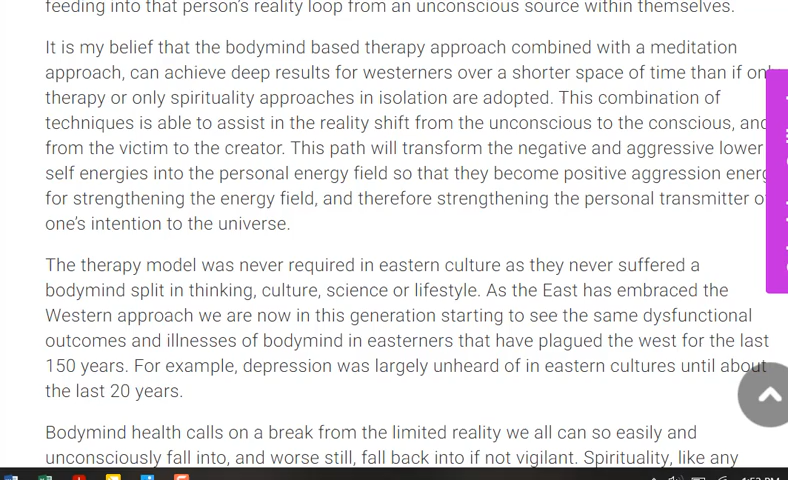 feeding into that person's reality loop from an unconscious source within themselves.
It is my belief that the bodymind based therapy approach combined with a meditation
approach, can achieve deep results for westerners over a shorter space of time than if
therapy or only spirituality approaches in isolation are adopted. This combination of
techniques is able to assist in the reality shift from the unconscious to the conscious,
from the victim to the creator. This path will transform the negative and aggressive lower
self energies into the personal energy field so that they become positive aggression
for strengthening the energy field, and therefore strengthening the personal transmitter
one's intention to the universe.
The therapy model was never required in eastern culture as they never suffered a
bodymind split in thinking, culture, science or lifestyle. As the East has embraced the
Western approach we are now in this generation starting to see the same dysfunctional
outcomes and illnesses of bodymind in easterners that have plagued the west for the last
150 years. For example, depression was largely unheard of in eastern cultures until about
the last 20 years.
Bodymind health calls on a break from the limited reality we all can so easily and
unconsciously fall into, and worse still, fall back into if not vigilant. Spirituality, like any